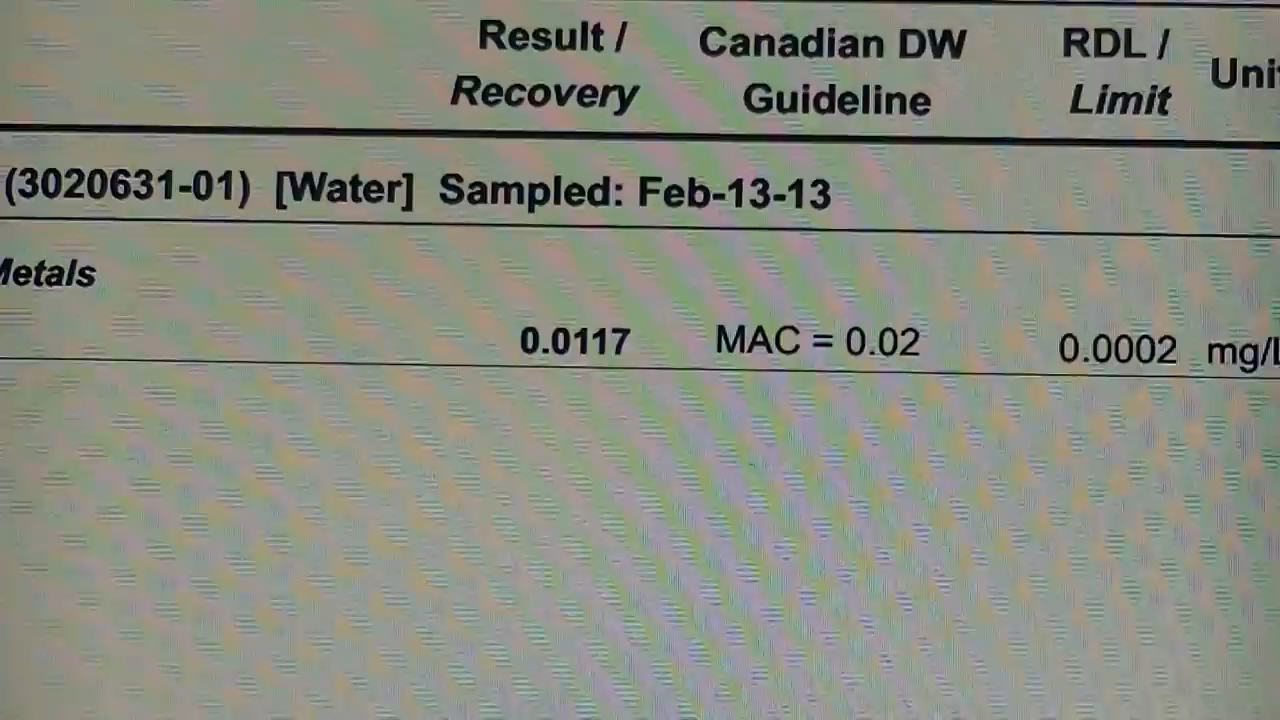 Result / Canadian DW RDL /
Recovery Guideline Limit
(3020631-01) [Water] Sampled: Feb-13-13
0.0117 MAC = 0.02 0.0002